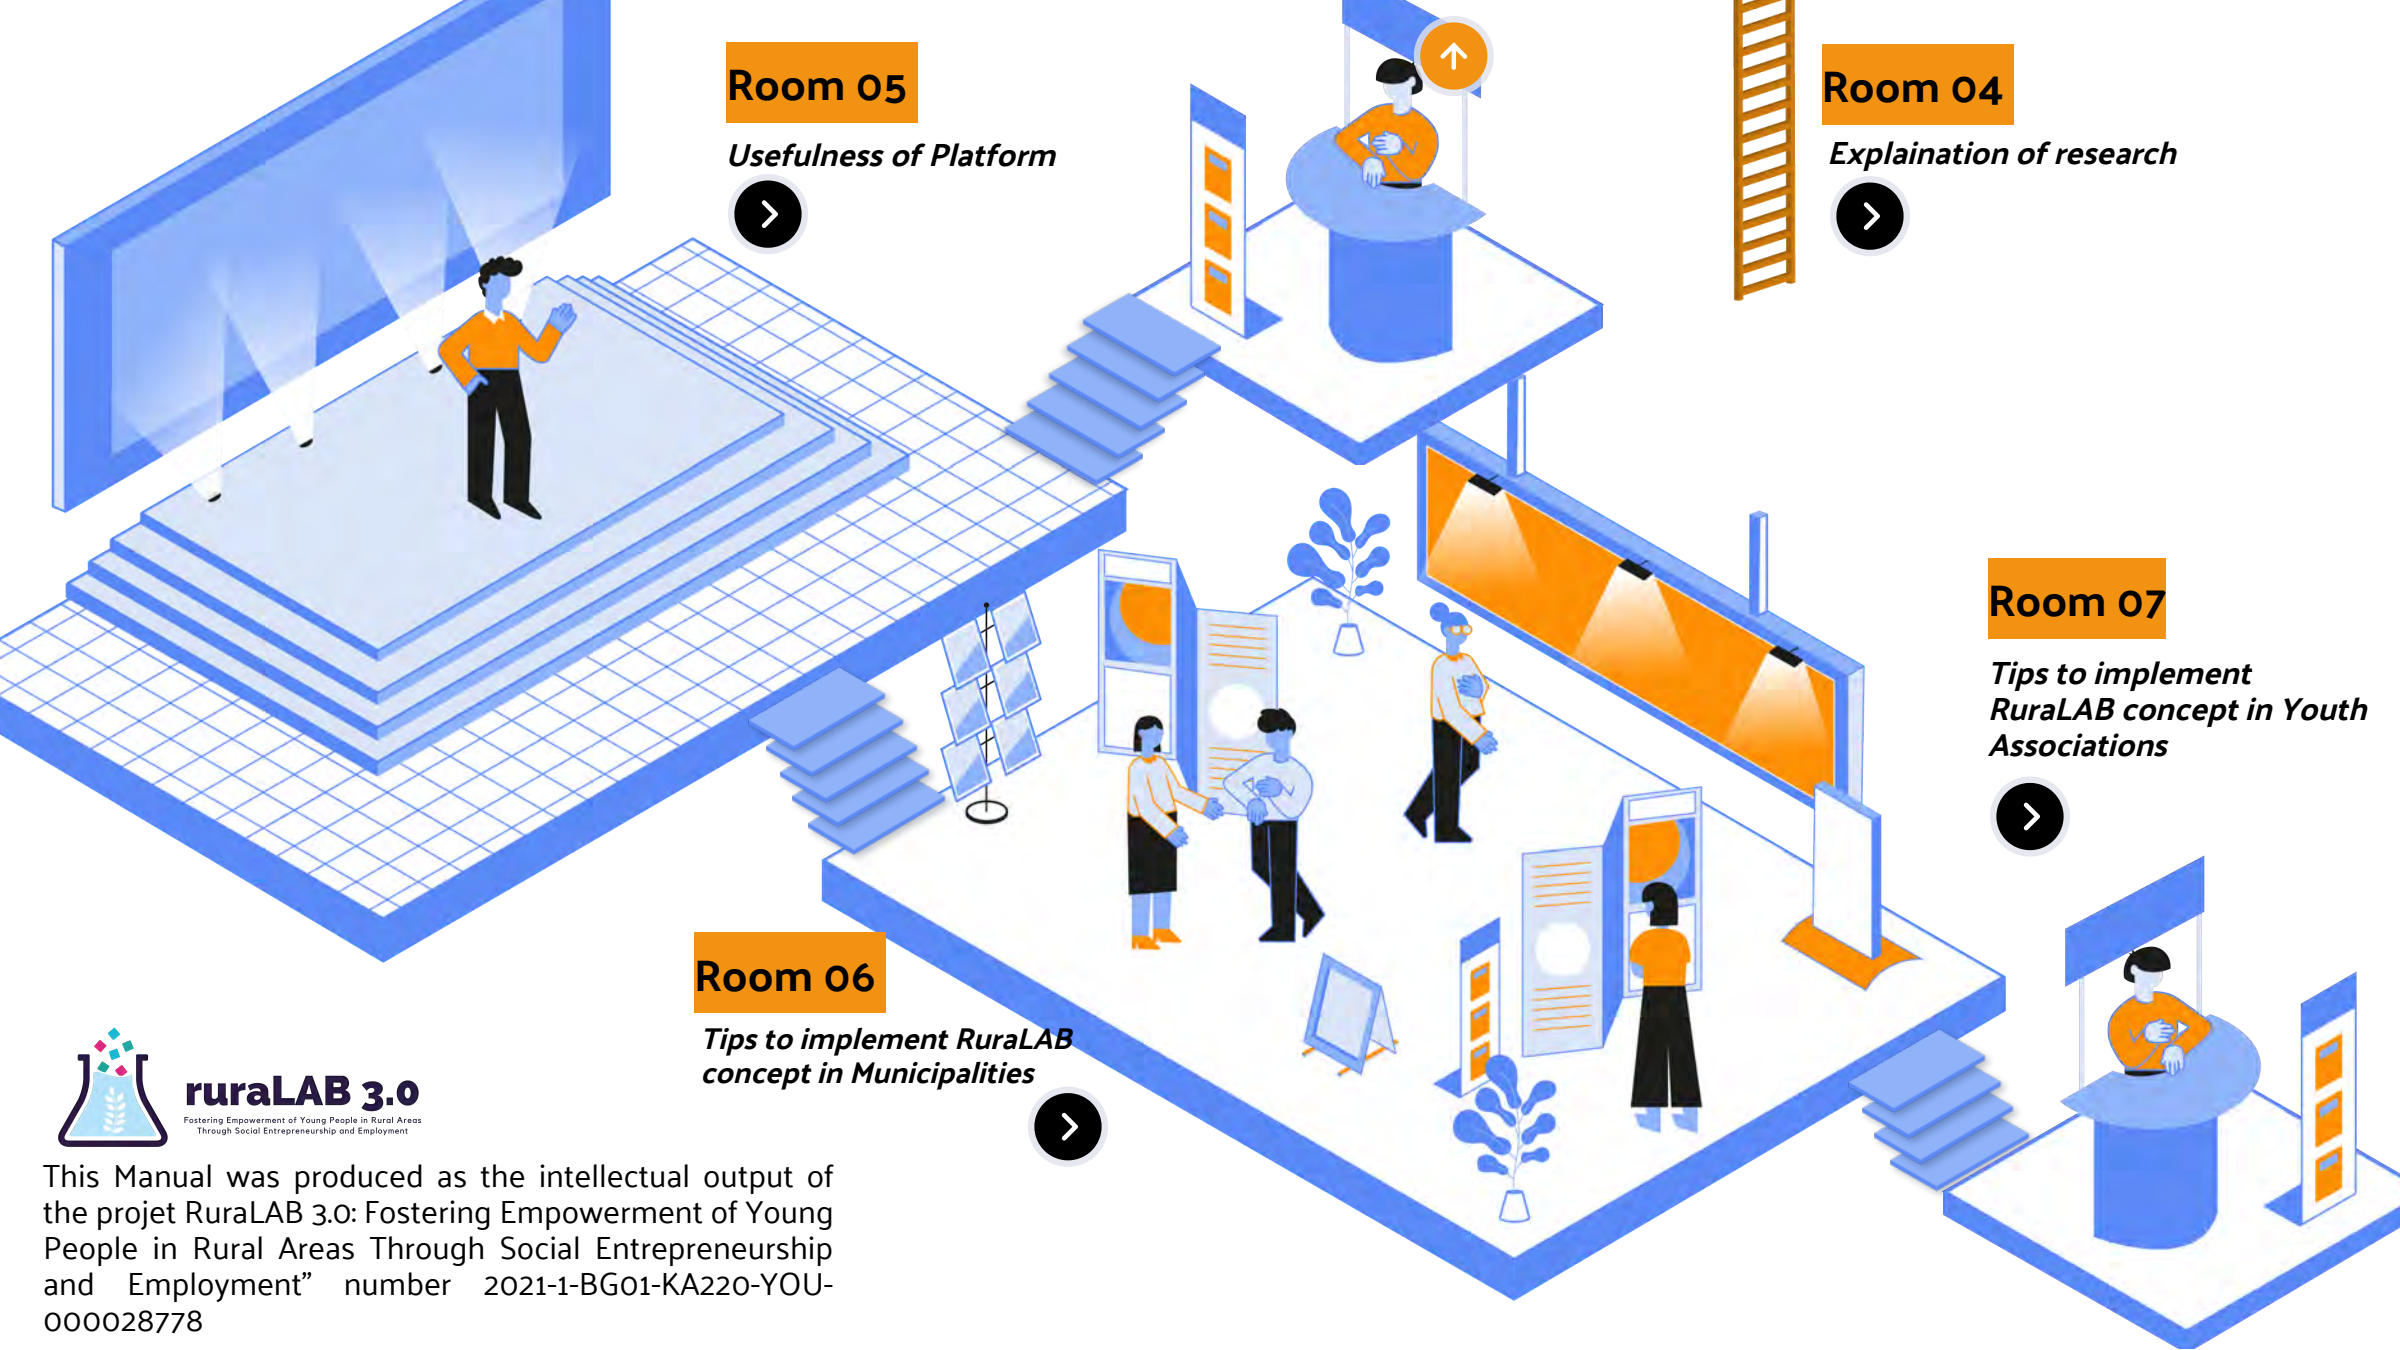 Room 05
Usefulness of Platform
Room 04
Explaination of research
Room 07
Tips to implement
RuraLAB concept in Youth
Associations
Room 06
Tips to implement RuraLAB
concept in Municipalities
ruraLAB 3.0
Fostering Empowerment of Young People in Rural Areas
Through Social Entrepreneurship and Employment
This Manual was produced as the intellectual output of
the projet RuraLAB 3.0: Fostering Empowerment of Young
People in Rural Areas Through Social Entrepreneurship
and Employment” number 2021-1-BG01-KA220-YOU-
000028778